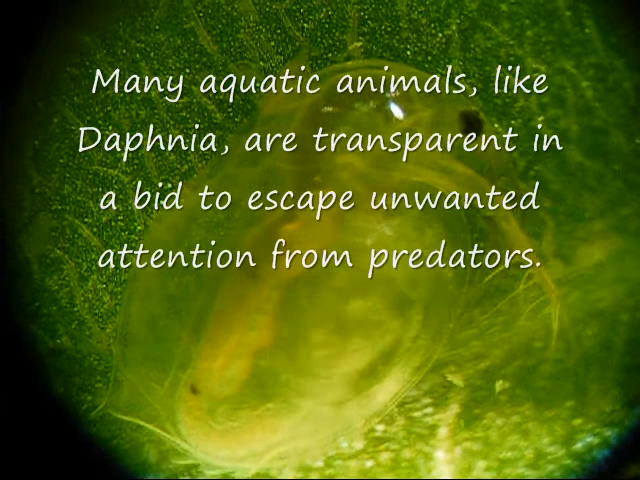 Many aquatic animals, like
Daphnia, are transparent in
a bid to escape unwanted
attention from predators.